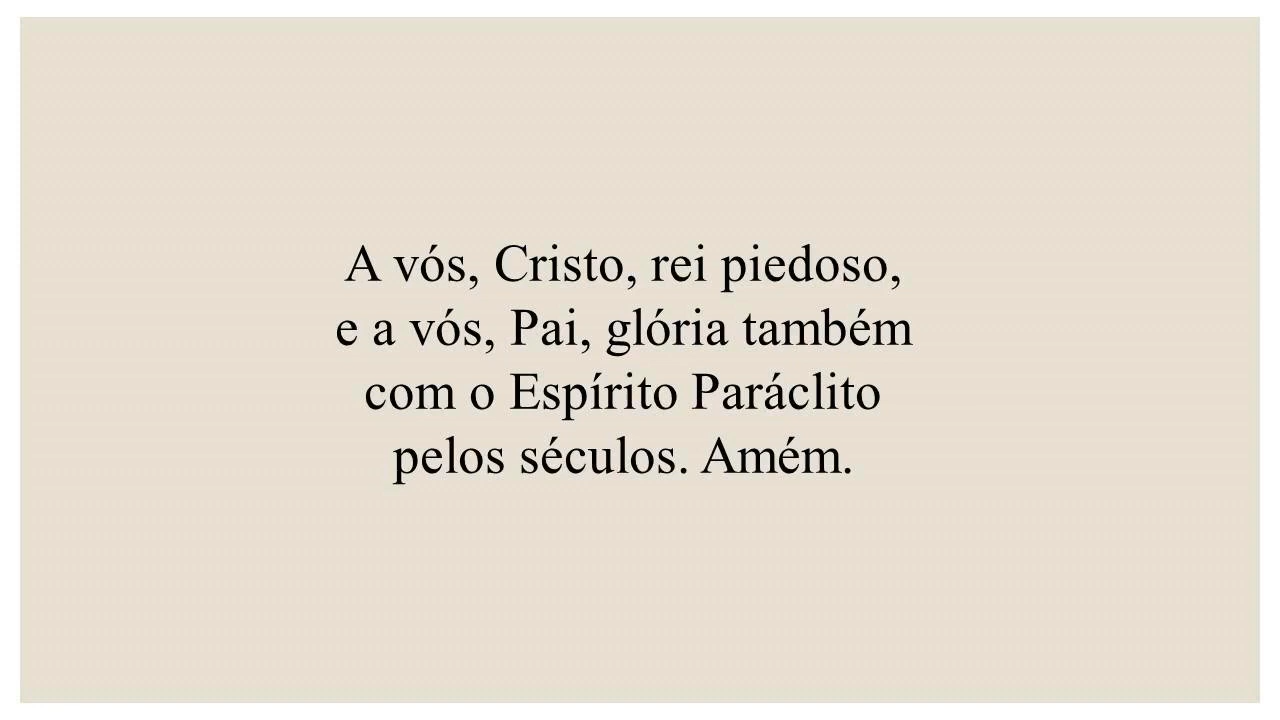 A vós, Cristo, rei piedoso,
e a vós, Pai, glória também
com o Espírito Paráclito
pelos séculos. Amém.